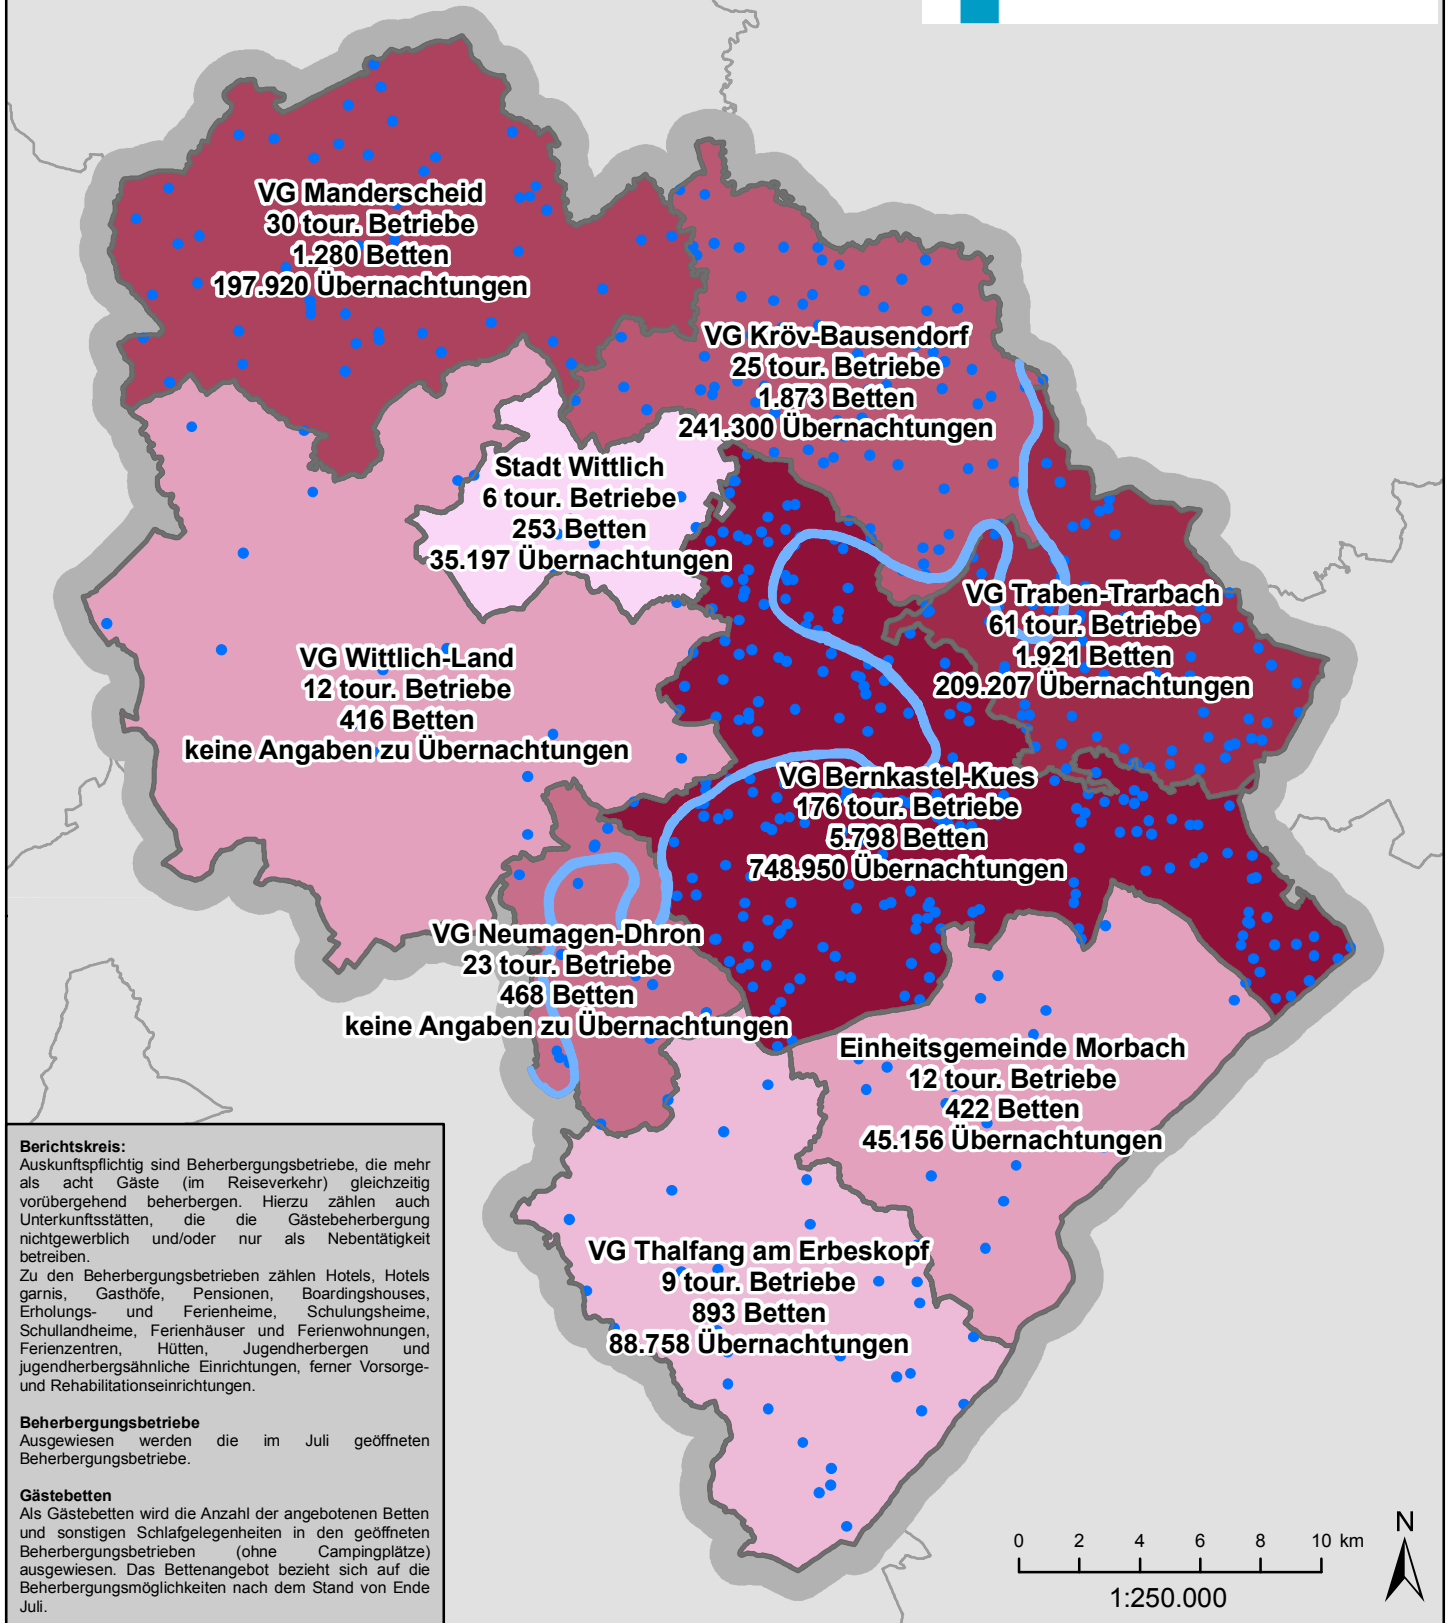 VG Manderscheid
30 tour. Betriebe
1.280 Betten
197.920 Übernachtungen
VG Kröv-Bausendorf
25 tour. Betriebe
1.873 Betten
241.300 Übernachtungen
Stadt Wittlich
6 tour. Betriebe
253 Betten
35.197 Übernachtungen
VG Traben-Trarbach
61 tour. Betriebe
1.921 Betten
209.207 Übernachtungen
VG Wittlich-Land
12 tour. Betriebe
416 Betten
keine Angaben zu Übernachtungen
VG Bernkastel-Kues
176 tour. Betriebe
5.798 Betten
748.950 Übernachtungen
VG Neumagen-Dhron
23 tour. Betriebe
468 Betten
keine Angaben zu Übernachtungen
Einheitsgemeinde Morbach
12 tour. Betriebe
422 Betten
45.156 Übernachtungen
VG Thalfang am Erbeskopf
9 tour. Betriebe
893 Betten
88.758 Übernachtungen
Berichtskreis:
Auskunftspflichtig sind Beherbergungsbetriebe, die mehr
als acht Gäste (im Reiseverkehr) gleichzeitig
vorübergehend beherbergen. Hierzu zählen auch
Unterkunftsstätten, die die Gästebeherbergung
nichtgewerblich und/oder nur als Nebentätigkeit
betreiben.
Zu den Beherbergungsbetrieben zählen Hotels, Hotels
garnis, Gasthöfe, Pensionen, Boardingshouses,
Erholungs- und Ferienheime, Schulungsheime,
Schullandheime, Ferienhäuser und Ferienwohnungen,
Ferienzentren, Hütten, Jugendherbergen und
jugendherbergsähnliche Einrichtungen, ferner Vorsorge-
und Rehabilitationseinrichtungen.
Beherbergungsbetriebe
Ausgewiesen werden die im Juli geöffneten
Beherbergungsbetriebe.
Gästebetten
Als Gästebetten wird die Anzahl der angebotenen Betten
und sonstigen Schlafgelegenheiten in den geöffneten
Beherbergungsbetrieben (ohne Campingplätze)
ausgewiesen. Das Bettenangebot bezieht sich auf die
Beherbergungsmöglichkeiten nach dem Stand von Ende
Juli.
N
0 2 4 6 8 10 km
1:250.000